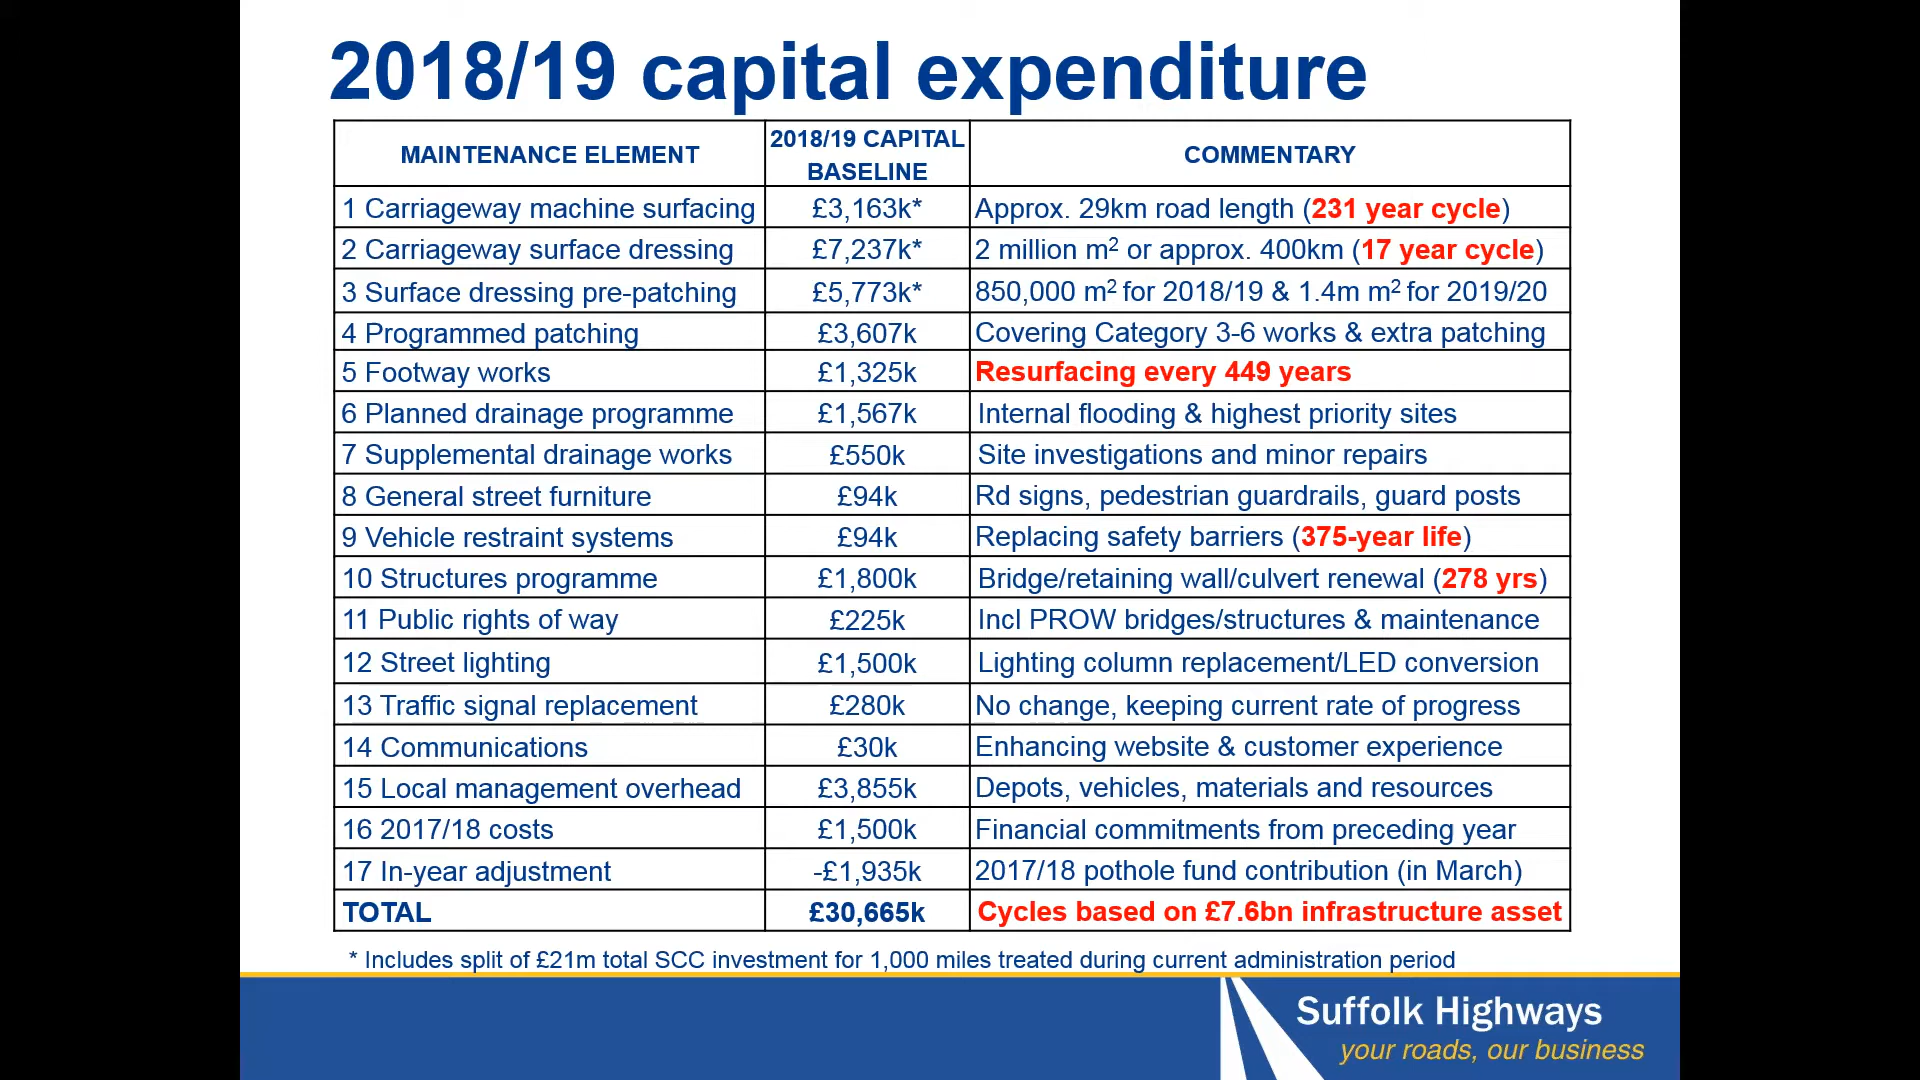 2018/19 capital expenditure
MAINTENANCE ELEMENT 2018/19 CAPITAL BASELINE COMMENTARY
1 Carriageway machine surfacing £3,163k* Approx. 29km road length (231 year cycle)
2 Carriageway surface dressing £7,237k* 2 million m² or approx. 400km (17 year cycle)
3 Surface dressing pre-patching £5,773k* 850,000 m² for 2018/19 & 1.4m m² for 2019/20
4 Programmed patching £3,607k Covering Category 3-6 works & extra patching
5 Footway works £1,325k Resurfacing every 449 years
6 Planned drainage programme £1,567k Internal flooding & highest priority sites
7 Supplemental drainage works £550k Site investigations and minor repairs
8 General street furniture £94k Rd signs, pedestrian guardrails, guard posts
9 Vehicle restraint systems £94k Replacing safety barriers (375-year life)
10 Structures programme £1,800k Bridge/retaining wall/culvert renewal (278 yrs)
11 Public rights of way £225k Incl PROW bridges/structures & maintenance
12 Street lighting £1,500k Lighting column replacement/LED conversion
13 Traffic signal replacement £280k No change, keeping current rate of progress
14 Communications £30k Enhancing website & customer experience
15 Local management overhead £3,855k Depots, vehicles, materials and resources
16 2017/18 costs £1,500k Financial commitments from preceding year
17 In-year adjustment -£1,935k 2017/18 pothole fund contribution (in March)
TOTAL £30,665k Cycles based on £7.6bn infrastructure asset
* Includes split of £21m total SCC investment for 1,000 miles treated during current administration period
Suffolk Highways
your roads, our business